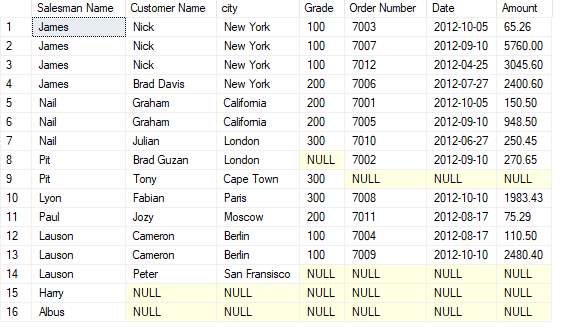 Salesman Name Customer Name city Grade Order Number Date Amount
1 James Nick New York 100 7003 2012-10-05 65.26
2 James Nick New York 100 7007 2012-09-10 5760.00
3 James Nick New York 100 7012 2012-04-25 3045.60
4 James Brad Davis New York 200 7006 2012-07-27 2400.60
5 Nail Graham California 200 7001 2012-10-05 150.50
6 Nail Graham California 200 7005 2012-09-10 948.50
7 Nail Julian London 300 7010 2012-06-27 250.45
8 Pit Brad Guzan London NULL 7002 2012-09-10 270.65
9 Pit Tony Cape Town 300 NULL NULL NULL
10 Lyon Fabian Paris 300 7008 2012-10-10 1983.43
11 Paul Jozy Moscow 200 7011 2012-08-17 75.29
12 Lauson Cameron Berlin 100 7004 2012-08-17 110.50
13 Lauson Cameron Berlin 100 7009 2012-10-10 2480.40
14 Lauson Peter San Fransisco NULL NULL NULL NULL
15 Harry NULL NULL NULL NULL NULL NULL
16 Albus NULL NULL NULL NULL NULL NULL